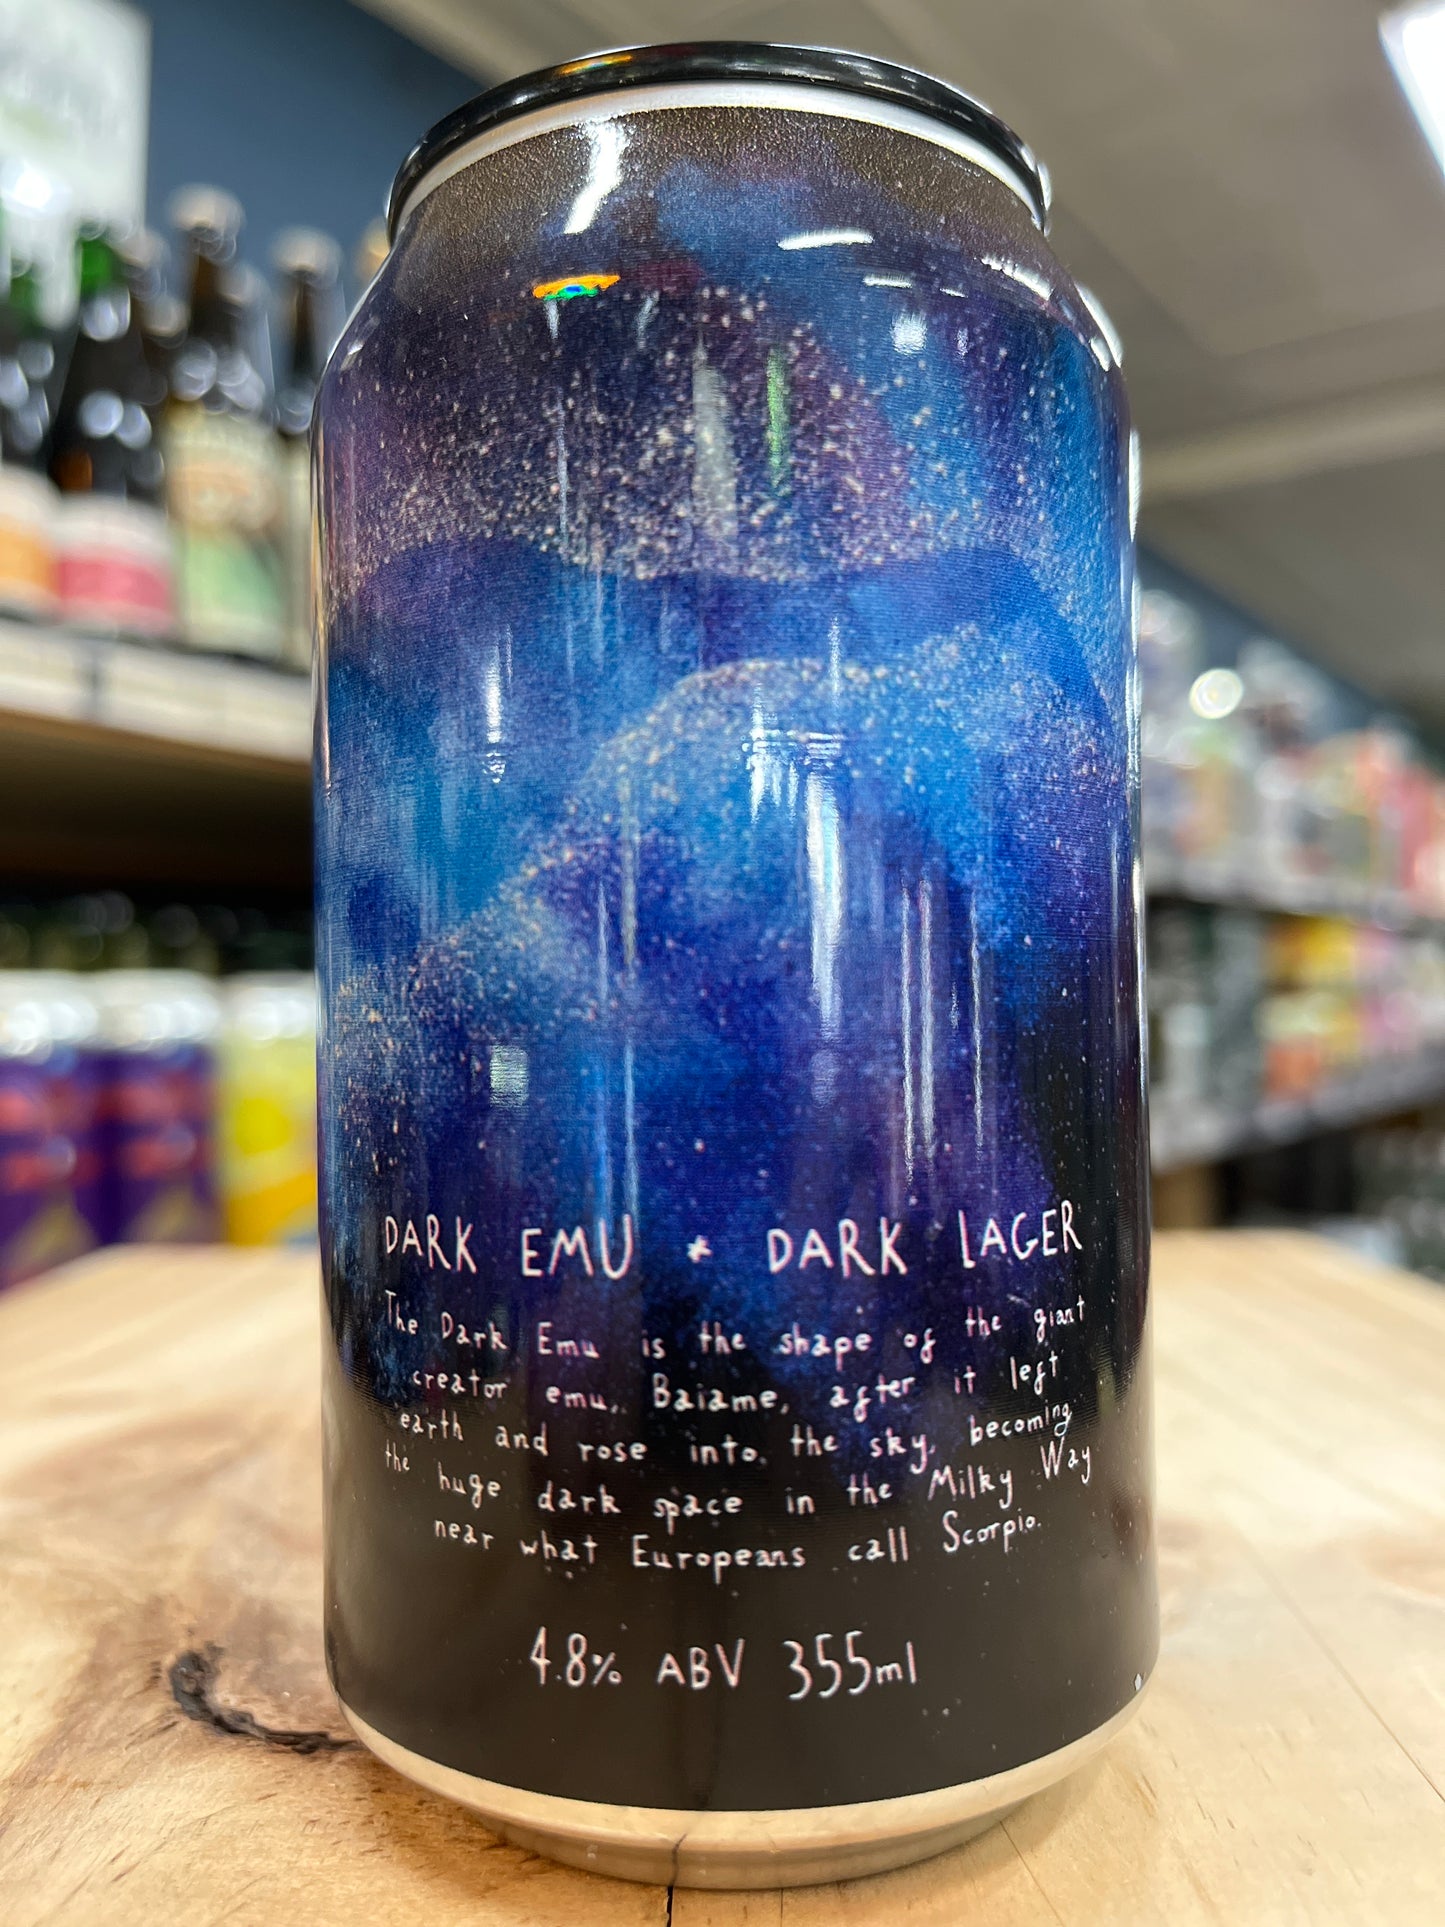 DARK EMU * DARK LAGER
The Dark Emu is the shape of the giant
creator emu, Baiame, after it left
earth and rose into the sky, becoming
the huge dark space in the Milky Way
near what Europeans call Scorpio.
4.8% ABV 355ml